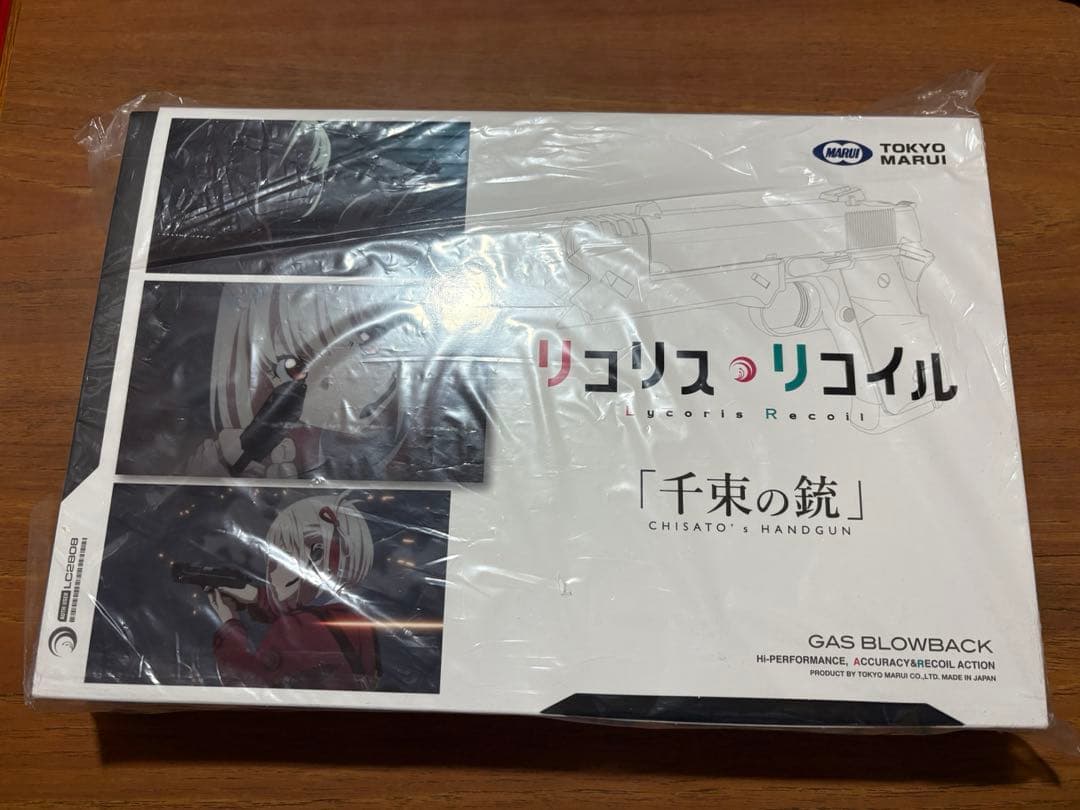 MARUI
TOKYO
MARUI
リコリス・リコイル
Lycoris Recoil
「千束の銃」
CHISATO's HANDGUN
LC2808
GAS BLOWBACK
Hi-PERFORMANCE, ACCURACY&RECOIL ACTION
PRODUCT BY TOKYO MARUI CO.,LTD. MADE IN JAPAN